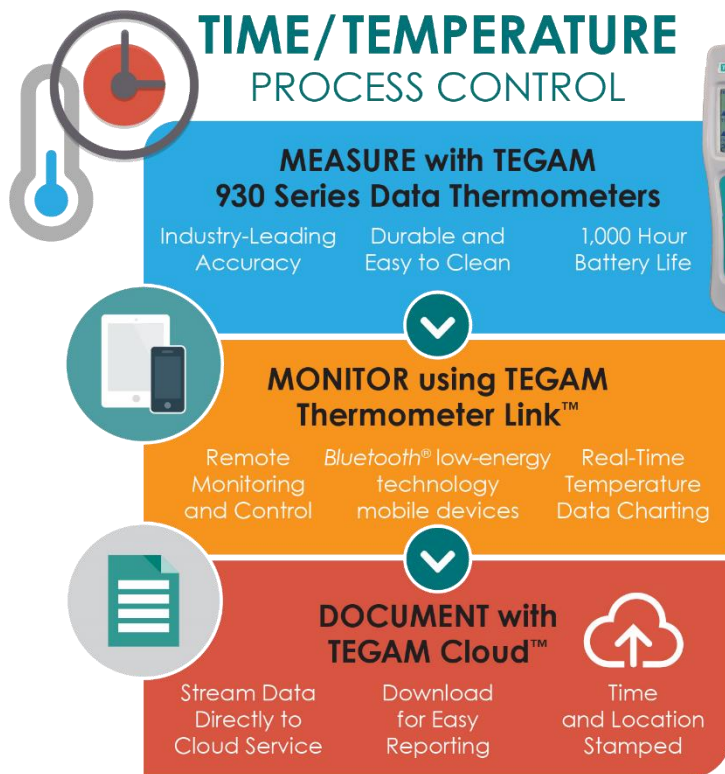 TIME/TEMPERATURE
PROCESS CONTROL
MEASURE with TEGAM
930 Series Data Thermometers
Industry-Leading
Accuracy
Durable and
Easy to Clean
1,000 Hour
Battery Life
MONITOR using TEGAM
Thermometer Link™
Remote
Monitoring
and Control
Bluetooth® low-energy
technology
mobile devices
Real-Time
Temperature
Data Charting
DOCUMENT with
TEGAM Cloud™
Stream Data
Directly to
Cloud Service
Download
for Easy
Reporting
Time
and Location
Stamped